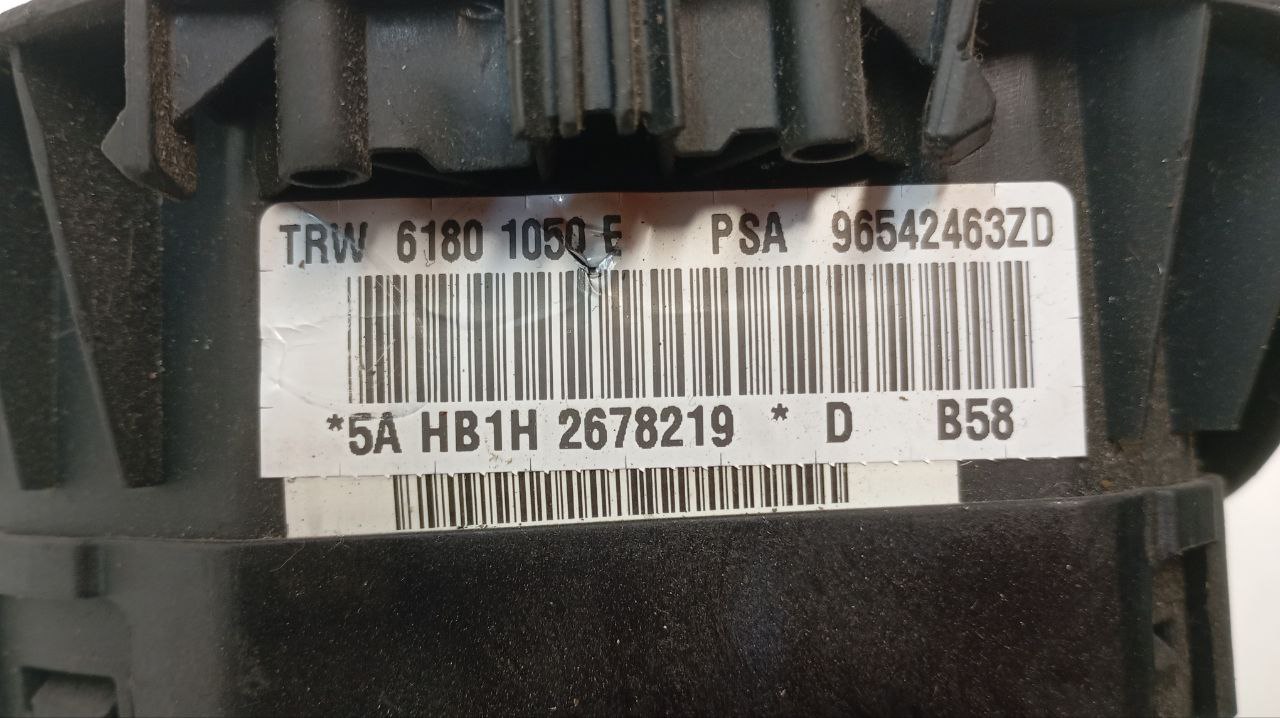 TRW 6180 1050 E PSA 96542463ZD
*5A HB1H 2678219 * D B58